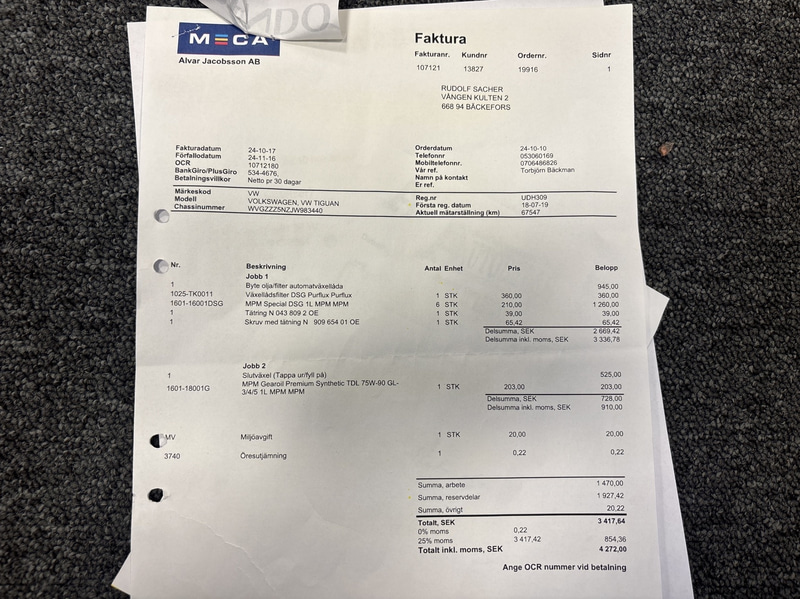 NDO
MECA
Alvar Jacobsson AB
Faktura
Fakturanr. Kundnr Ordernr. Sidnr
107121 13827 19916 1
RUDOLF SACHER
VÅNGEN KULTEN 2
668 94 BÄCKEFORS
Fakturadatum 24-10-17
Förfallodatum 24-11-16
OCR 10712180
BankGiro/PlusGiro 534-4676,
Betalningsvillkor Netto pr 30 dagar
Orderdatum 24-10-10
Telefonnr 053060169
Mobiltelefonnr. 0706486826
Vår ref. Torbjörn Bäckman
Namn på kontakt
Er ref.
Märkeskod VW
Modell VOLKSWAGEN, VW TIGUAN
Chassinummer WVGZZZ5NZJW983440
Reg.nr UDH309
Första reg. datum 18-07-19
Aktuell mätarställning (km) 67547
Nr. Beskrivning Antal Enhet Pris Belopp
Jobb 1
1 Byte olja/filter automatväxellåda 945,00
1025-TK0011 Växellådsfilter DSG Purflux Purflux 1 STK 360,00 360,00
1601-16001DSG MPM Special DSG 1L MPM MPM 6 STK 210,00 1 260,00
1 Tätring N 043 809 2 OE 1 STK 39,00 39,00
1 Skruv med tätning N 909 654 01 OE 1 STK 65,42 65,42
Delsumma, SEK 2 669,42
Delsumma inkl. moms, SEK 3 336,78
Jobb 2
1 Slutväxel (Tappa ur/fyll på) 525,00
1601-18001G MPM Gearoil Premium Synthetic TDL 75W-90 GL- 1 STK 203,00 203,00
3/4/5 1L MPM MPM
Delsumma, SEK 728,00
Delsumma inkl. moms, SEK 910,00
MV Miljöavgift 1 STK 20,00 20,00
3740 Öresutjämning 1 0,22 0,22
Summa, arbete 1 470,00
Summa, reservdelar 1 927,42
Summa, övrigt 20,22
Totalt, SEK 3 417,64
0% moms 0,22
25% moms 3 417,42 854,36
Totalt inkl. moms, SEK 4 272,00
Ange OCR nummer vid betalning